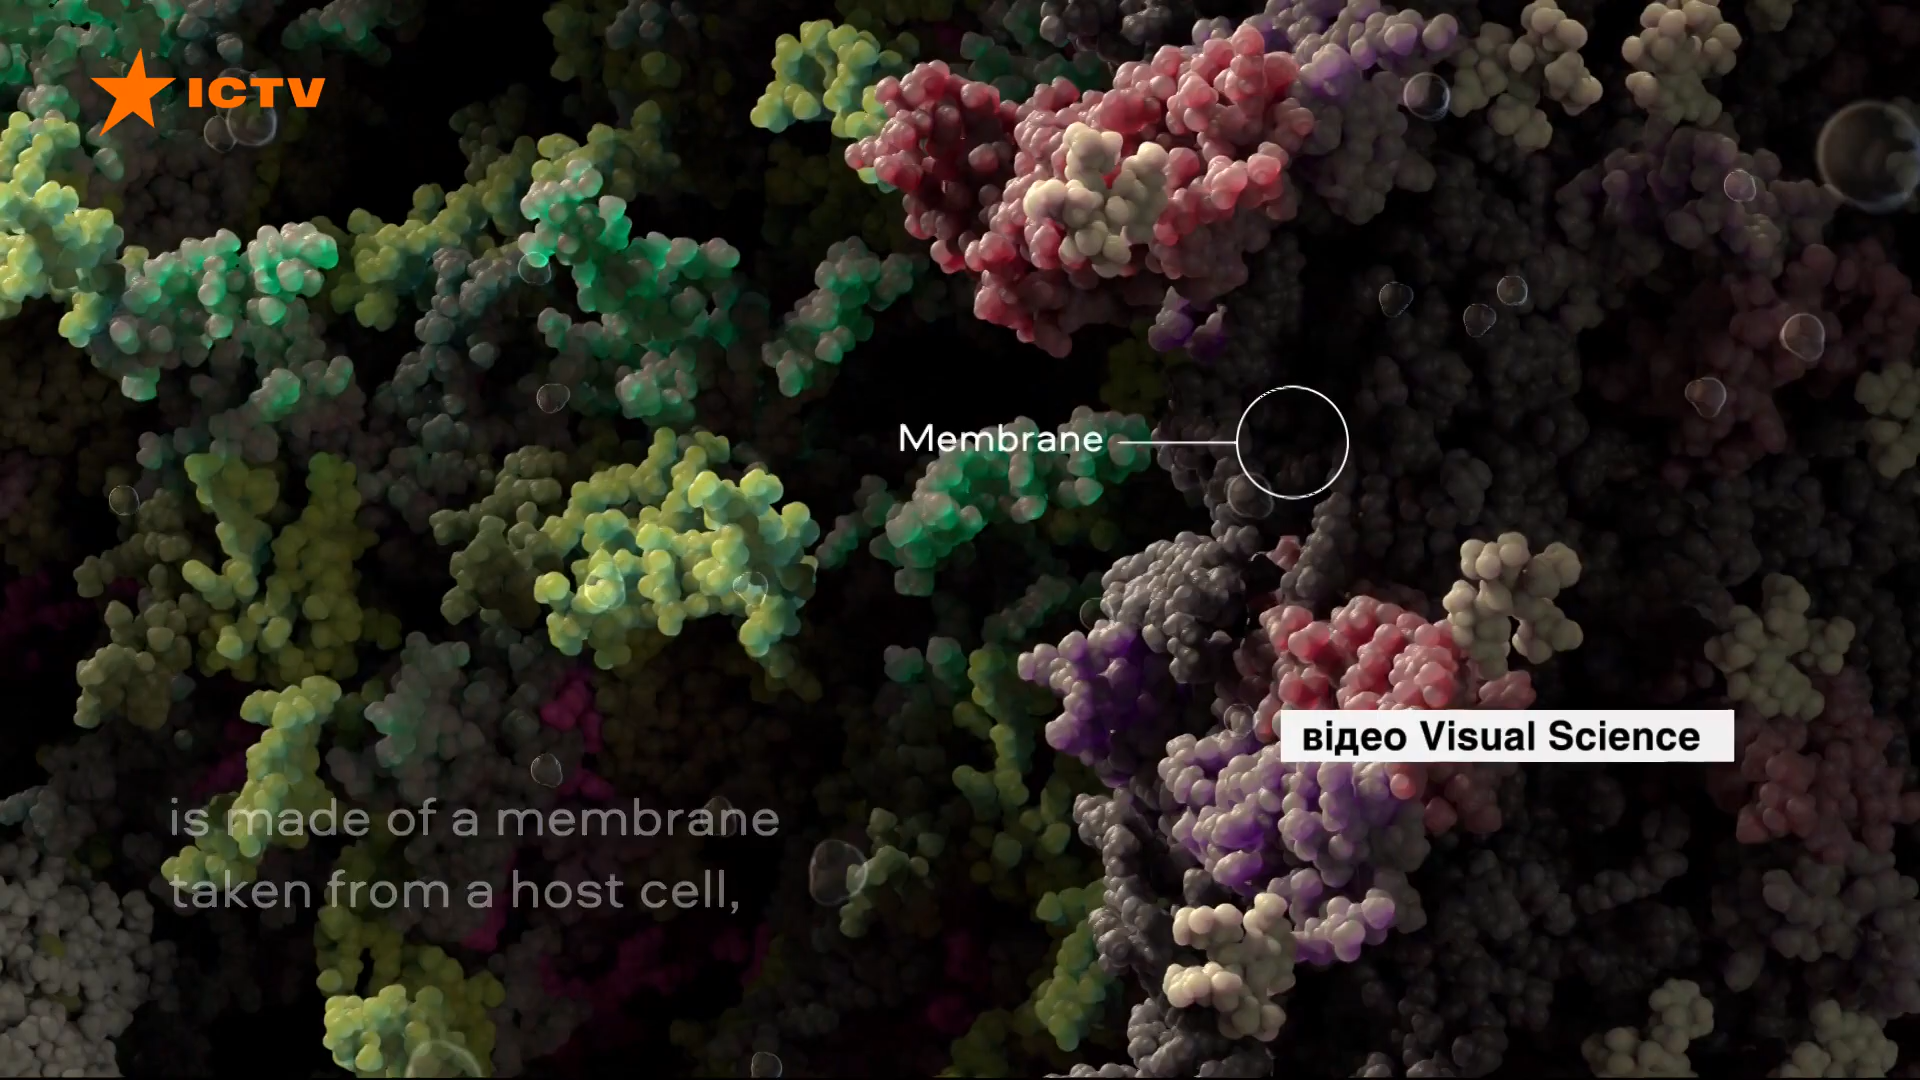 ICTV
Membrane
відео Visual Science
is made of a membrane
taken from a host cell,